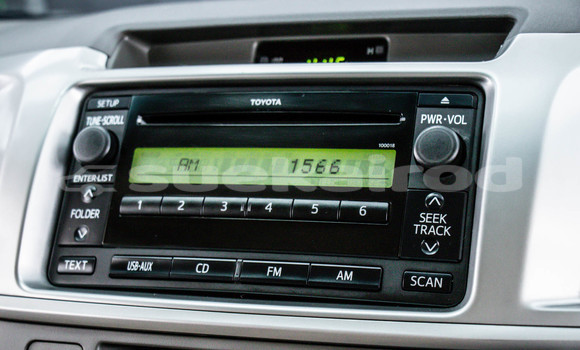 SETUP
TOYOTA
TUNE•SCROLL
PWR•VOL
100018
AM 1566
ENTER•LIST
FOLDER
1 2 3 4 5 6
SEEK
TRACK
TEXT
USB•AUX CD FM AM
SCAN